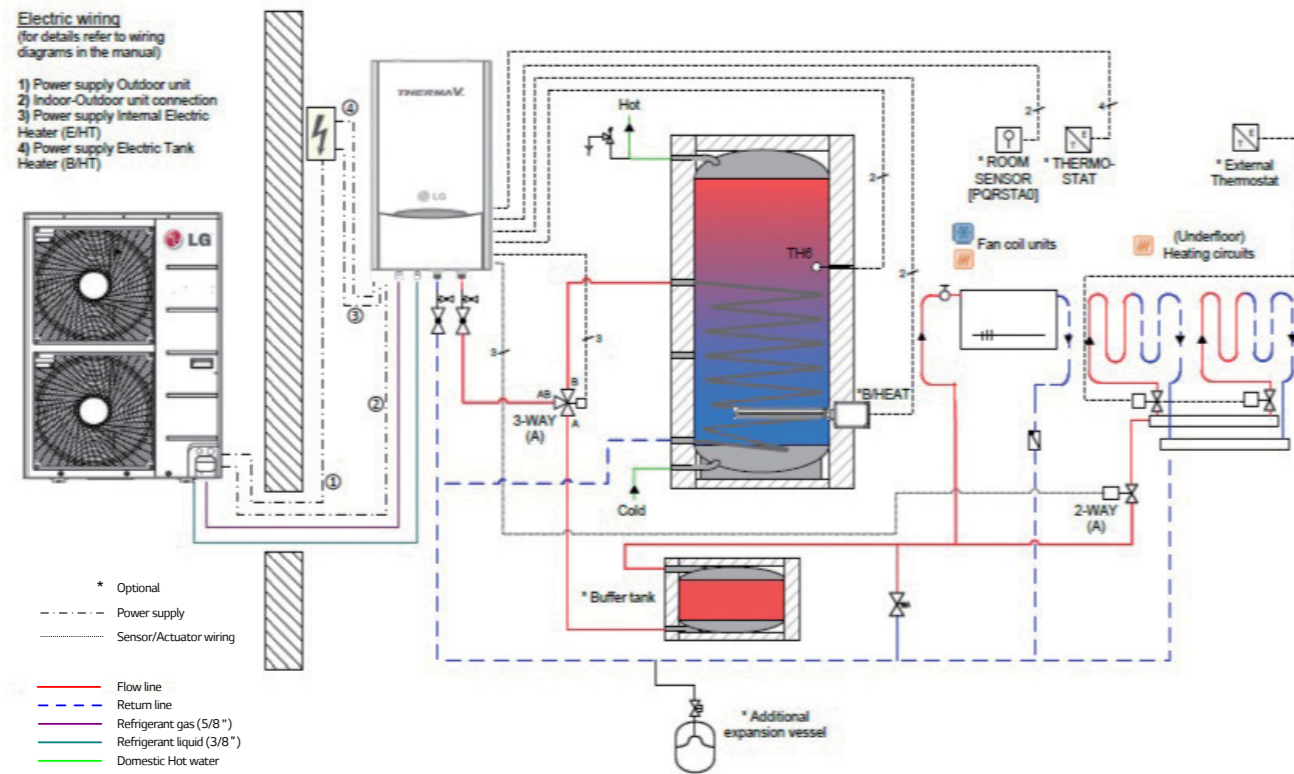 Electric wiring
(for details refer to wiring
diagrams in the manual)
1) Power supply Outdoor unit
2) Indoor-Outdoor unit connection
3) Power supply Internal Electric
Heater (E/HT)
4) Power supply Electric Tank
Heater (B/HT)
LG
④
③
②
①
THERMA V.
LG
Hot
TH6
*B/HEAT
Cold
AB
B
A
3-WAY
(A)
3
3
2
2
2
4
* ROOM
SENSOR
[PQRSTA0]
T
E
* THERMO-
STAT
T
E
* External
Thermostat
Fan coil units
(Underfloor)
Heating circuits
2-WAY
(A)
* Buffer tank
* Additional
expansion vessel
* Optional
Power supply
Sensor/Actuator wiring
Flow line
Return line
Refrigerant gas (5/8")
Refrigerant liquid (3/8")
Domestic Hot water